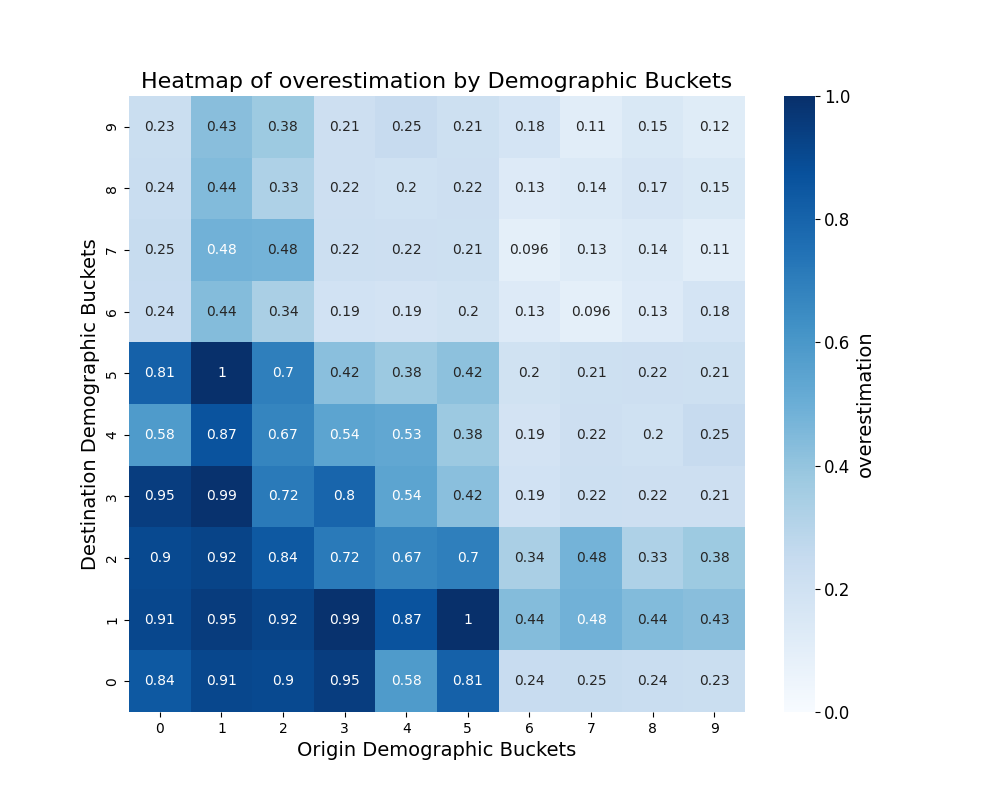 Heatmap of overestimation by Demographic Buckets
Destination Demographic Buckets
9 0.23 0.43 0.38 0.21 0.25 0.21 0.18 0.11 0.15 0.12
8 0.24 0.44 0.33 0.22 0.2 0.22 0.13 0.14 0.17 0.15
7 0.25 0.48 0.48 0.22 0.22 0.21 0.096 0.13 0.14 0.11
6 0.24 0.44 0.34 0.19 0.19 0.2 0.13 0.096 0.13 0.18
5 0.81 1 0.7 0.42 0.38 0.42 0.2 0.21 0.22 0.21
4 0.58 0.87 0.67 0.54 0.53 0.38 0.19 0.22 0.2 0.25
3 0.95 0.99 0.72 0.8 0.54 0.42 0.19 0.22 0.22 0.21
2 0.9 0.92 0.84 0.72 0.67 0.7 0.34 0.48 0.33 0.38
1 0.91 0.95 0.92 0.99 0.87 1 0.44 0.48 0.44 0.43
0 0.84 0.91 0.9 0.95 0.58 0.81 0.24 0.25 0.24 0.23
0 1 2 3 4 5 6 7 8 9
Origin Demographic Buckets
1.0
0.8
0.6
0.4
0.2
0.0
overestimation